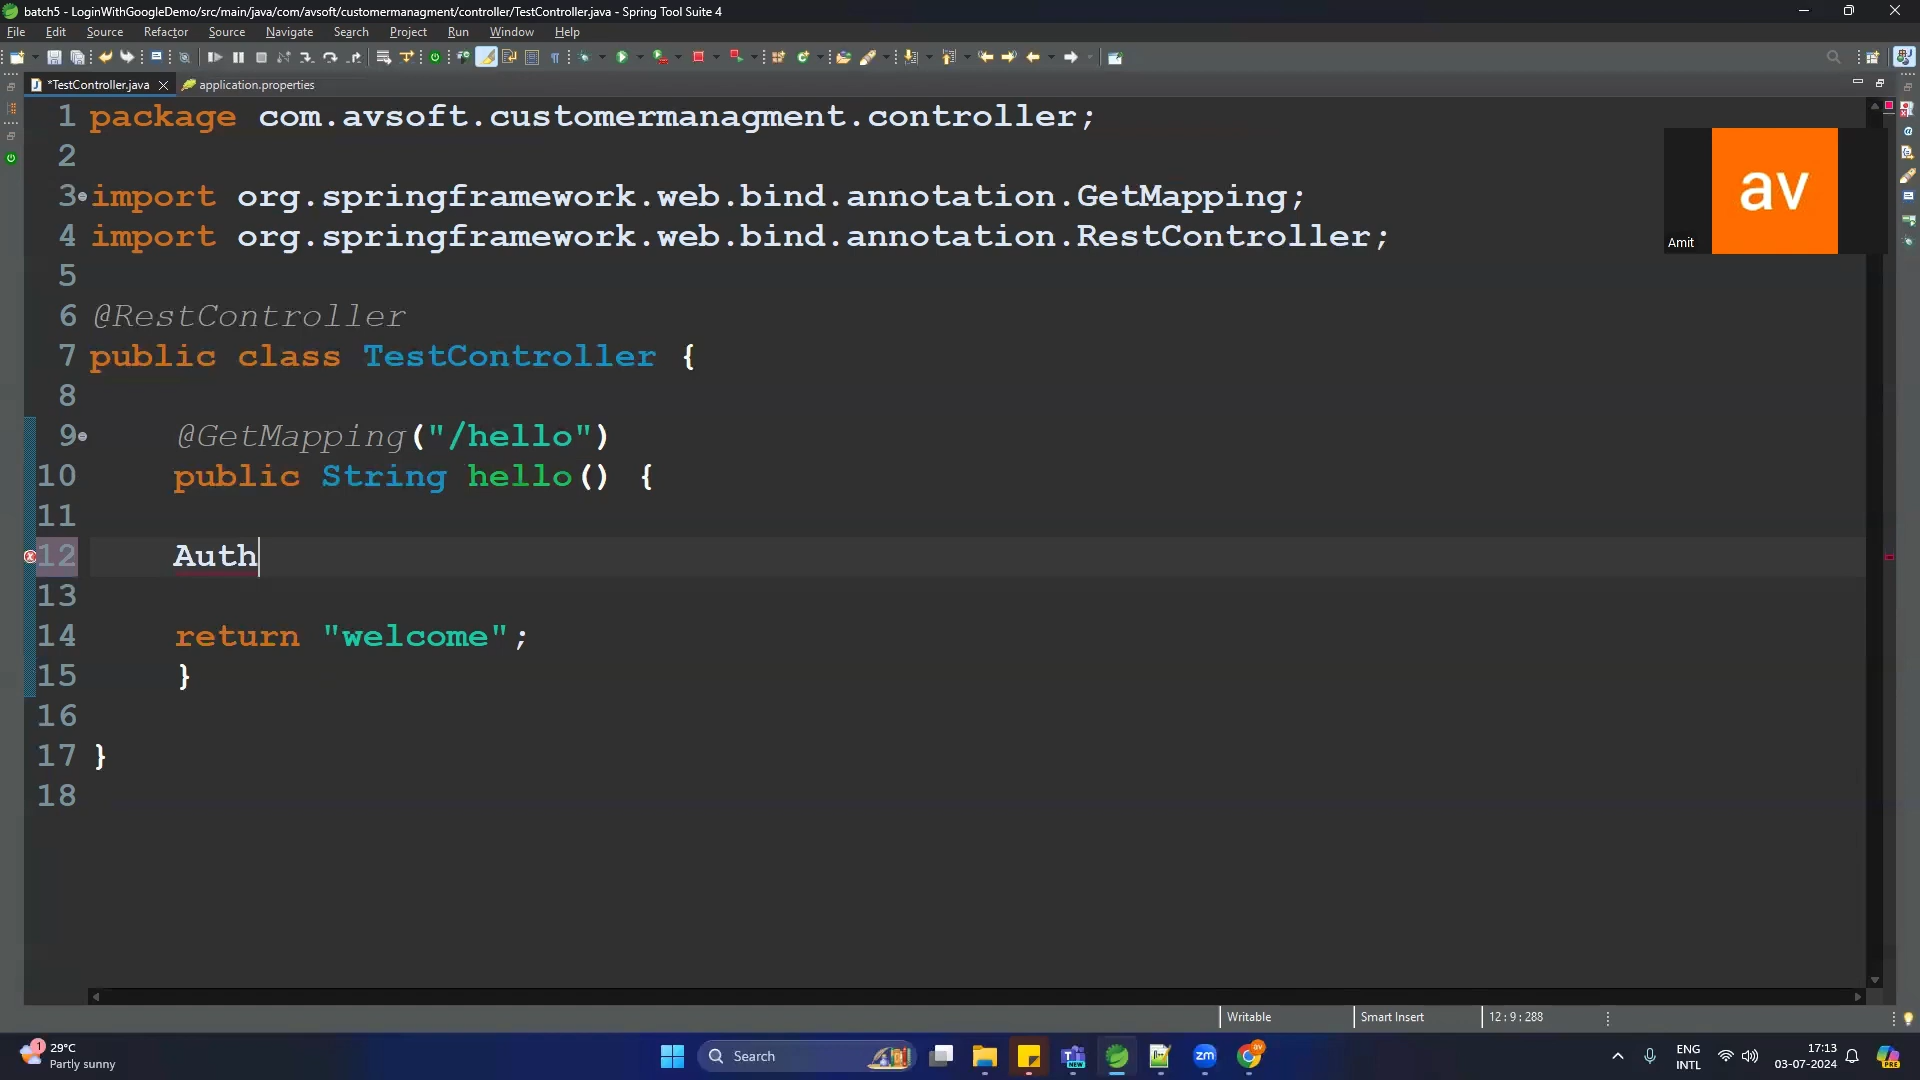 batch5 - LoginWithGoogleDemo/src/main/java/com/avsoft/customermanagment/controller/TestController.java - Spring Tool Suite 4
File Edit Source Refactor Source Navigate Search Project Run Window Help
*TestController.java application.properties
1 package com.avsoft.customermanagment.controller;
2
3 import org.springframework.web.bind.annotation.GetMapping;
4 import org.springframework.web.bind.annotation.RestController;
5
6 @RestController
7 public class TestController {
8
9 @GetMapping("/hello")
10 public String hello() {
11
12 Auth
13
14 return "welcome";
15 }
16
17 }
18
av
Amit
Writable Smart Insert 12 : 9 : 288
1
29°C
Partly sunny
Search
NEW
zm
av
ENG
INTL
17:13
03-07-2024
PRE